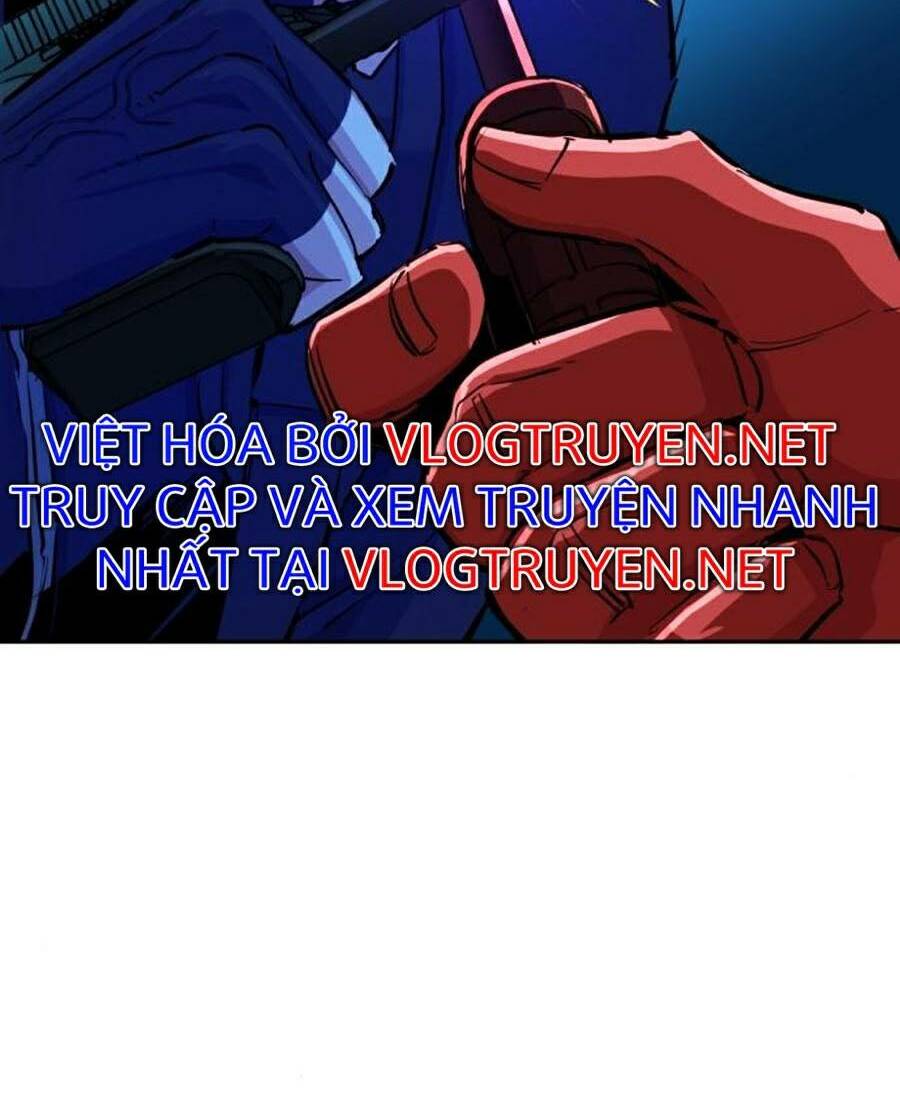 VIỆT HÓA BỞI VLOGTRUYEN.NET
TRUY CẬP VÀ XEM TRUYỆN NHANH
NHẤT TẠI VLOGTRUYEN.NET